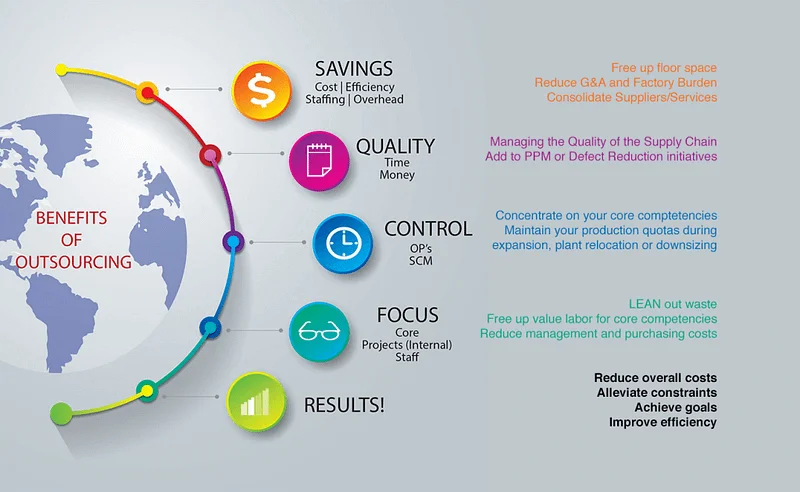 BENEFITS
OF
OUTSOURCING
$
SAVINGS
Cost | Efficiency
Staffing | Overhead
Free up floor space
Reduce G&A and Factory Burden
Consolidate Suppliers/Services
QUALITY
Time
Money
Managing the Quality of the Supply Chain
Add to PPM or Defect Reduction initiatives
CONTROL
OP's
SCM
Concentrate on your core comptetencies
Maintain your production quotas during
expansion, plant relocation or downsizing
FOCUS
Core
Projects (Internal)
Staff
LEAN out waste
Free up value labor for core competencies
Reduce management and purchasing costs
RESULTS!
Reduce overall costs
Alleviate constraints
Achieve goals
Improve efficiency